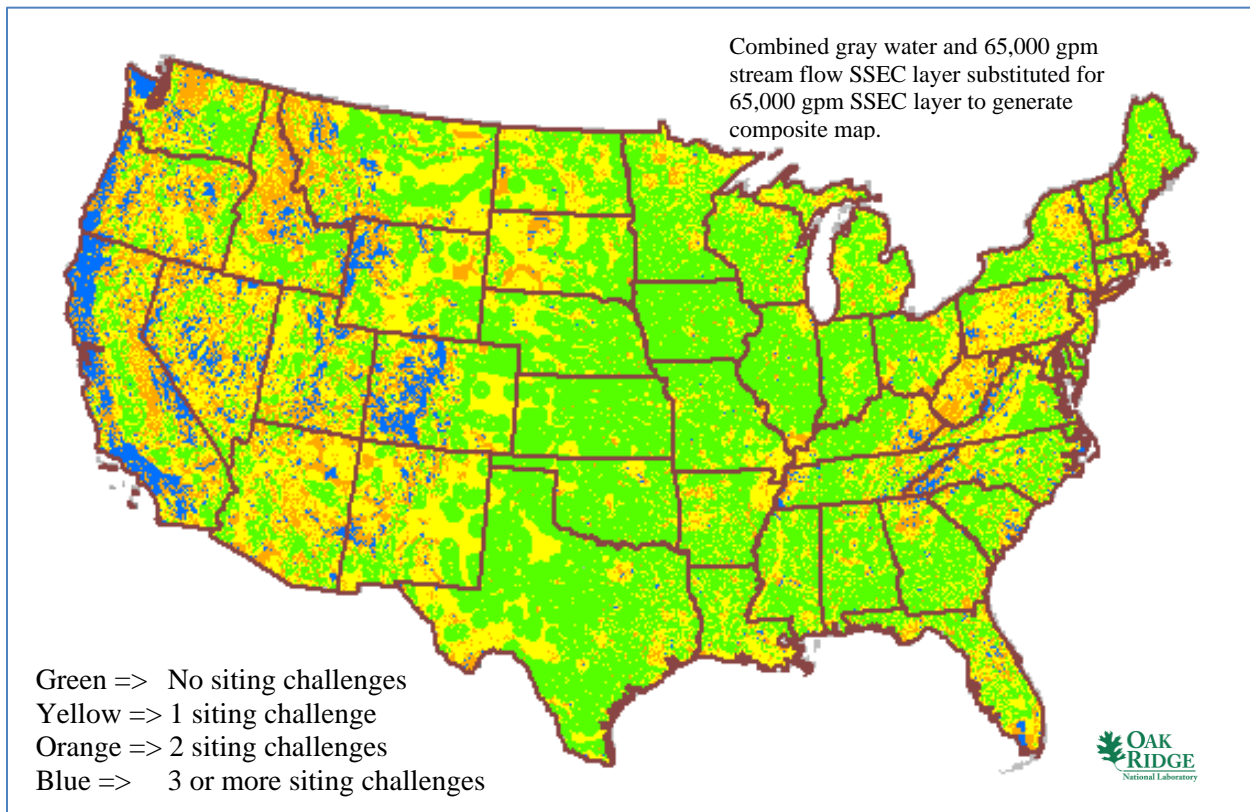 Combined gray water and 65,000 gpm
stream flow SSEC layer substituted for
65,000 gpm SSEC layer to generate
composite map.
Green => No siting challenges
Yellow => 1 siting challenge
Orange => 2 siting challenges
Blue => 3 or more siting challenges
OAK
RIDGE
National Laboratory